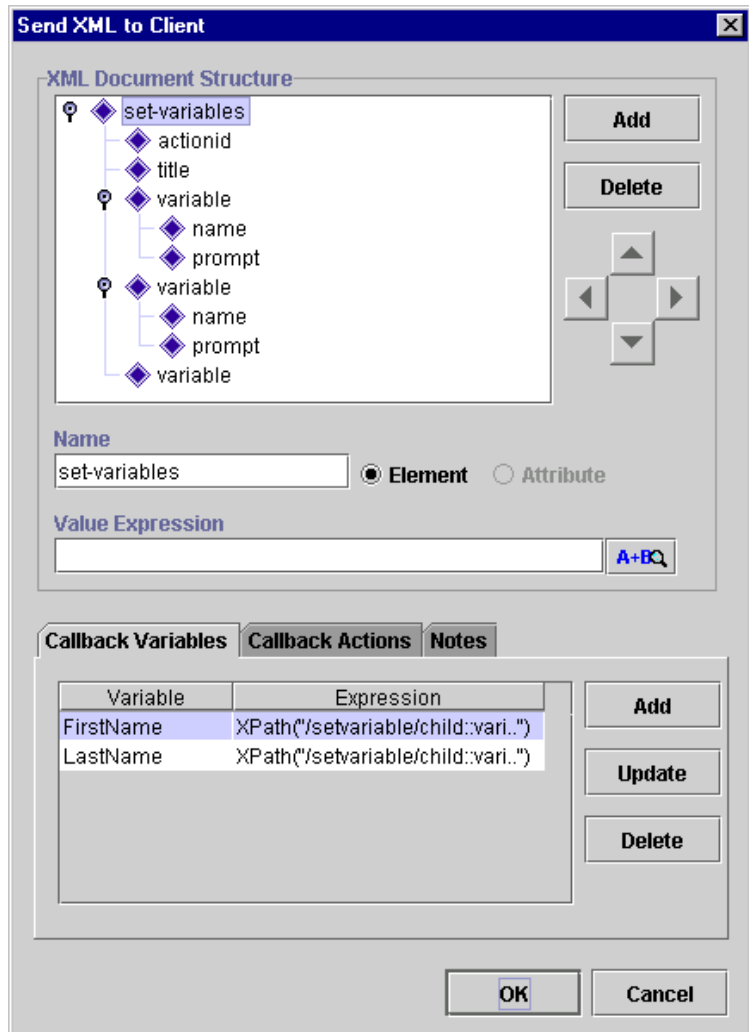 Send XML to Client
XML Document Structure
set-variables
actionid
title
variable
name
prompt
variable
name
prompt
variable
Add
Delete
Name
set-variables
Element
Attribute
Value Expression
A+B
Callback Variables Callback Actions Notes
Variable Expression
FirstName XPath("/setvariable/child::vari..")
LastName XPath("/setvariable/child::vari..")
Add
Update
Delete
OK Cancel